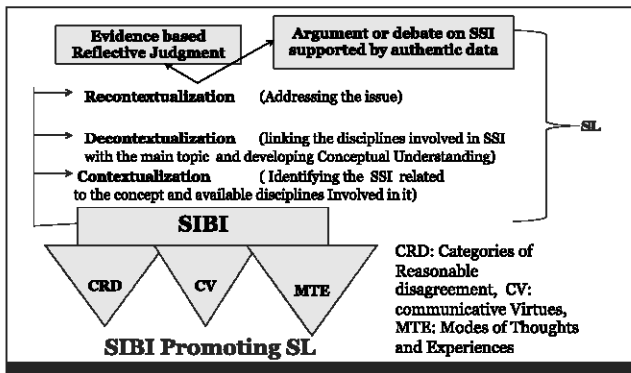 Evidence based
Reflective Judgment
Argument or debate on SSI
supported by authentic data
Recontextualization (Addressing the issue)
Decontextualization (linking the disciplines involved in SSI
with the main topic and developing Conceptual Understanding)
Contextualization ( Identifying the SSI related
to the concept and available disciplines Involved in it)
SL
SIBI
CRD
CV
MTE
CRD: Categories of
Reasonable
disagreement, CV:
communicative Virtues,
MTE: Modes of Thoughts
and Experiences
SIBI Promoting SL